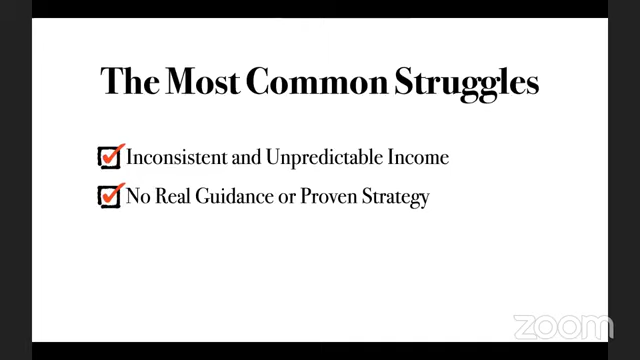 The Most Common Struggles
Inconsistent and Unpredictable Income
No Real Guidance or Proven Strategy
zoom